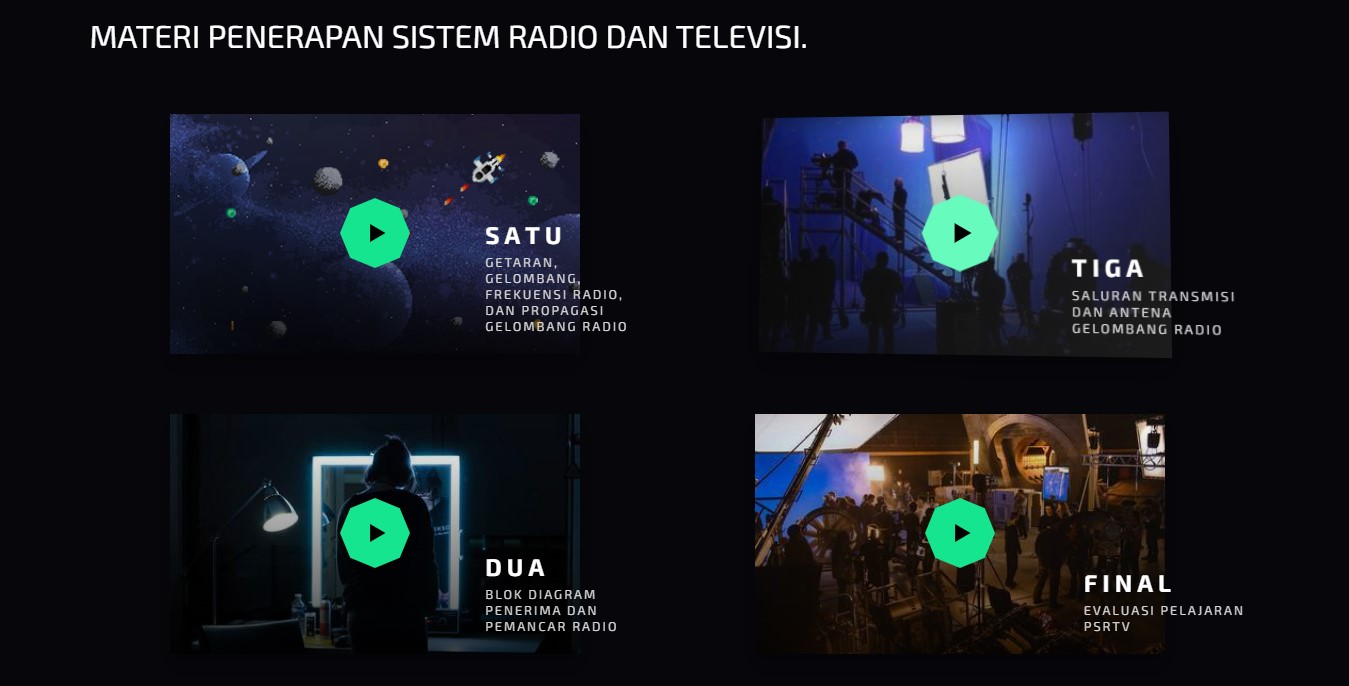 MATERI PENERAPAN SISTEM RADIO DAN TELEVISI.
SATU
GETARAN,
GELOMBANG,
FREKUENSI RADIO,
DAN PROPAGASI
GELOMBANG RADIO
TIGA
SALURAN TRANSMISI
DAN ANTENA
GELOMBANG RADIO
DUA
BLOK DIAGRAM
PENERIMA DAN
PEMANCAR RADIO
FINAL
EVALUASI PELAJARAN
PSRTV